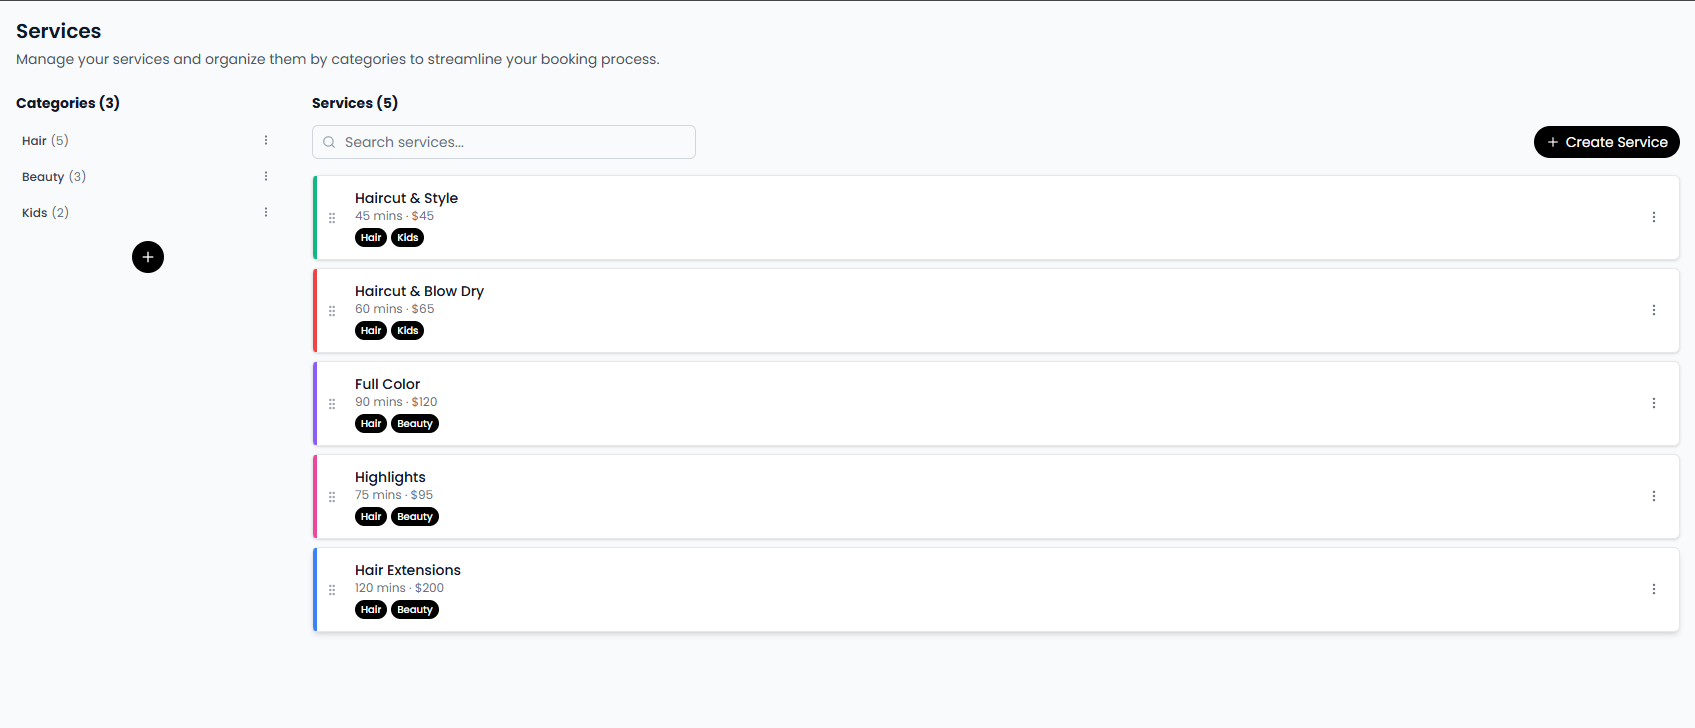 Services
Manage your services and organize them by categories to streamline your booking process.
Categories (3)
Hair (5)
Beauty (3)
Kids (2)
Services (5)
Search services...
Create Service
Haircut & Style
45 mins · $45
Hair Kids
Haircut & Blow Dry
60 mins · $65
Hair Kids
Full Color
90 mins · $120
Hair Beauty
Highlights
75 mins · $95
Hair Beauty
Hair Extensions
120 mins · $200
Hair Beauty